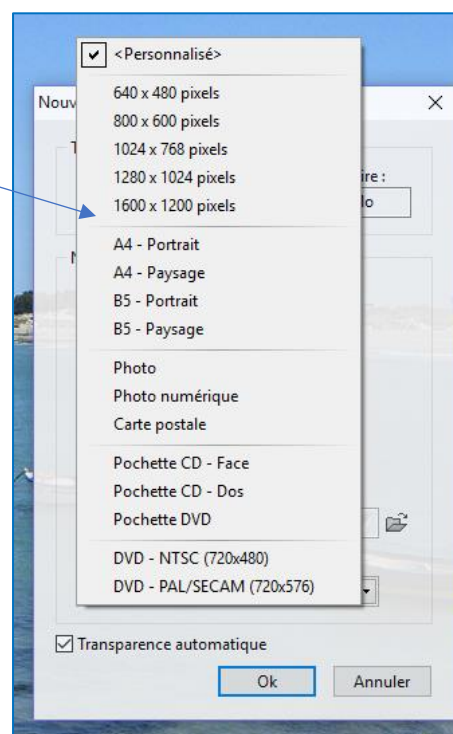 <Personnalisé>
640 x 480 pixels
800 x 600 pixels
1024 x 768 pixels
1280 x 1024 pixels
1600 x 1200 pixels
A4 - Portrait
A4 - Paysage
B5 - Portrait
B5 - Paysage
Photo
Photo numérique
Carte postale
Pochette CD - Face
Pochette CD - Dos
Pochette DVD
DVD - NTSC (720x480)
DVD - PAL/SECAM (720x576)
Transparence automatique
Ok Annuler